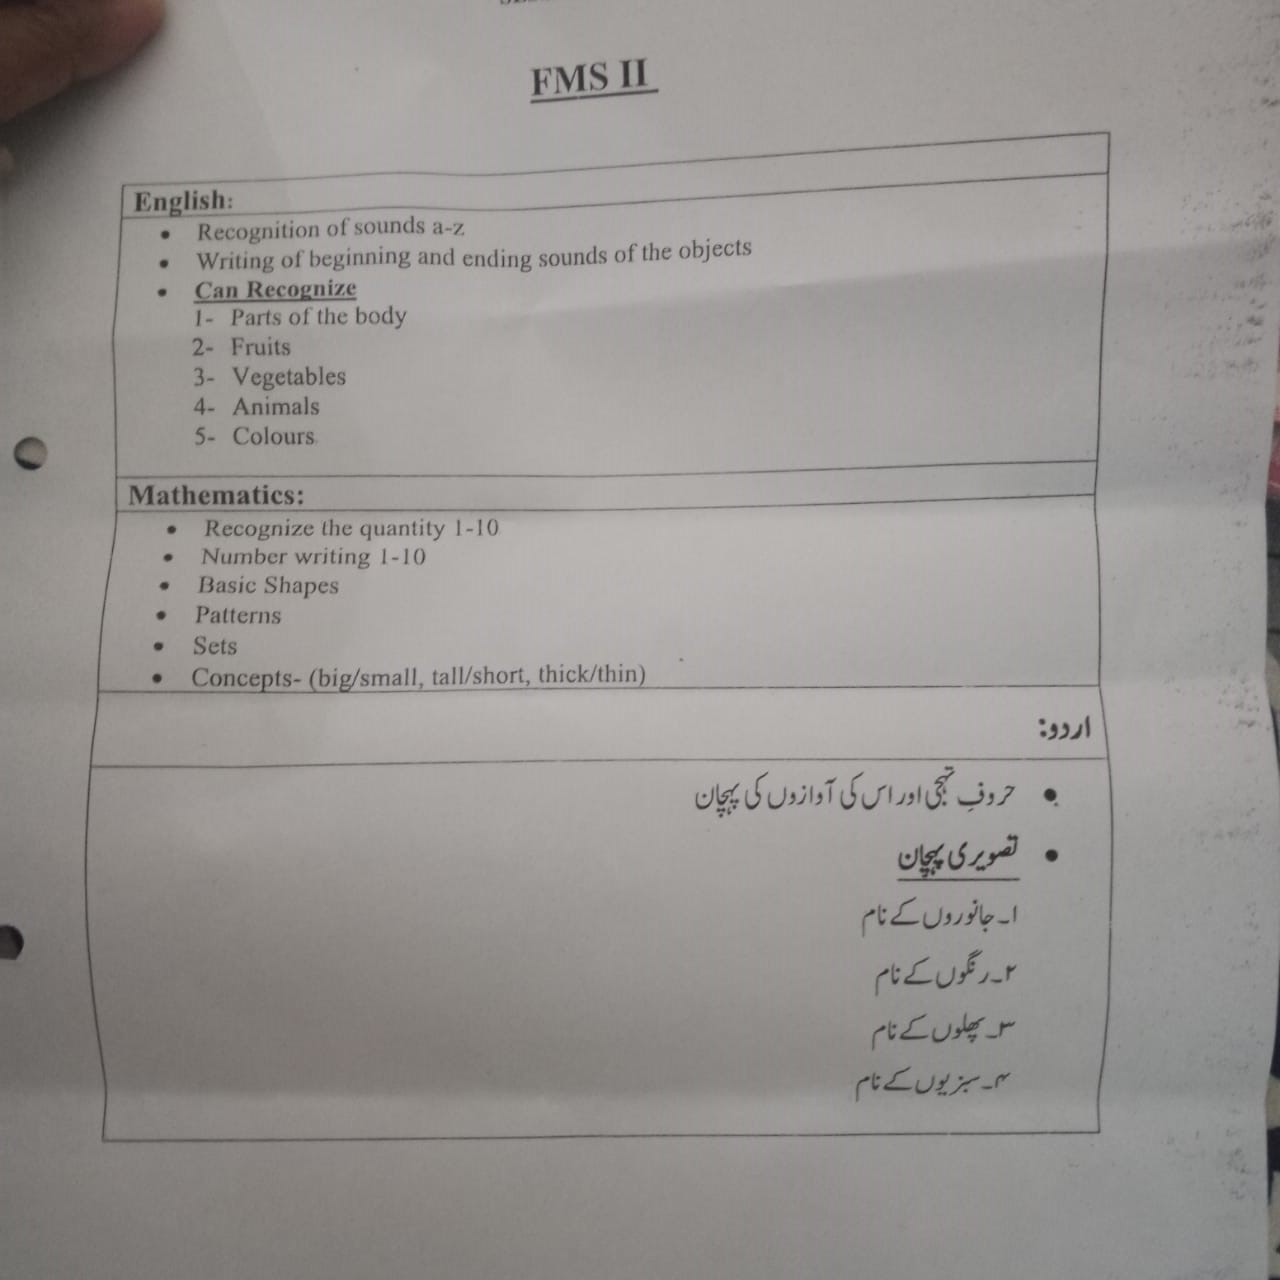 FMS II
English:
• Recognition of sounds a-z
• Writing of beginning and ending sounds of the objects
• Can Recognize
1- Parts of the body
2- Fruits
3- Vegetables
4- Animals
5- Colours
Mathematics:
• Recognize the quantity 1-10
• Number writing 1-10
• Basic Shapes
• Patterns
• Sets
• Concepts- (big/small, tall/short, thick/thin)
اردو:
• حروفِ تہجی اور اس کی آوازوں کی پہچان
• تصویری پہچان
۱۔ جانوروں کے نام
۲۔ رنگوں کے نام
۳۔ پھلوں کے نام
۴۔ سبزیوں کے نام